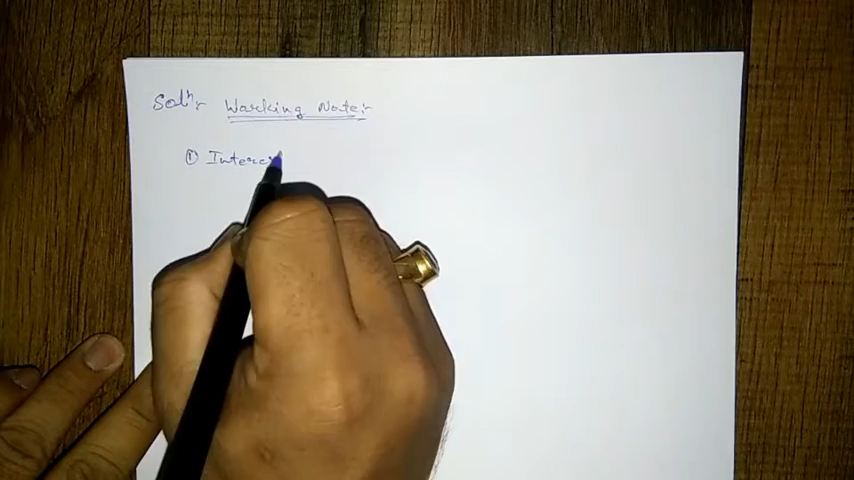 Solⁿ:- Working Note:-
① Interes